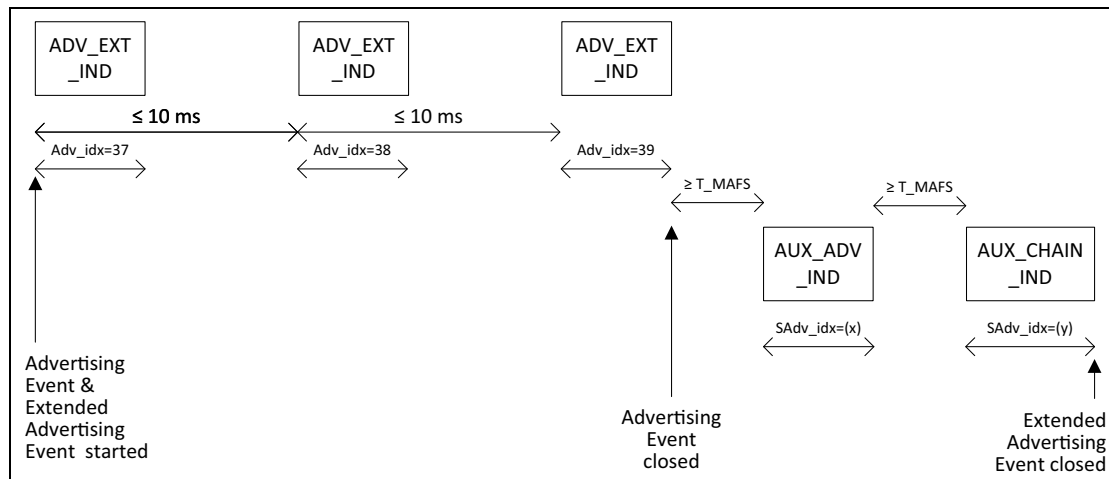 ADV_EXT
_IND
ADV_EXT
_IND
ADV_EXT
_IND
≤ 10 ms
≤ 10 ms
Adv_idx=37
Adv_idx=38
Adv_idx=39
≥ T_MAFS
≥ T_MAFS
AUX_ADV
_IND
AUX_CHAIN
_IND
SAdv_idx=(x)
SAdv_idx=(y)
Advertising
Event &
Extended
Advertising
Event started
Advertising
Event
closed
Extended
Advertising
Event closed